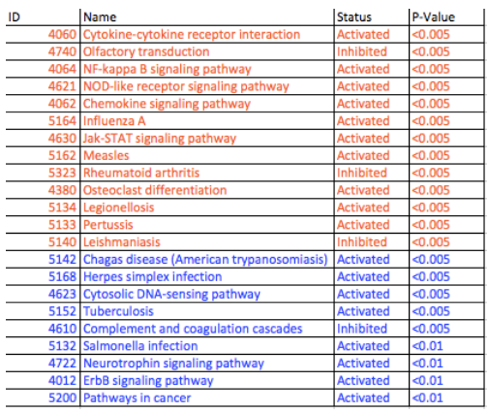 ID Name Status P-Value
4060 Cytokine-cytokine receptor interaction Activated <0.005
4740 Olfactory transduction Inhibited <0.005
4064 NF-kappa B signaling pathway Activated <0.005
4621 NOD-like receptor signaling pathway Activated <0.005
4062 Chemokine signaling pathway Activated <0.005
5164 Influenza A Activated <0.005
4630 Jak-STAT signaling pathway Activated <0.005
5162 Measles Activated <0.005
5323 Rheumatoid arthritis Inhibited <0.005
4380 Osteoclast differentiation Activated <0.005
5134 Legionellosis Activated <0.005
5133 Pertussis Activated <0.005
5140 Leishmaniasis Inhibited <0.005
5142 Chagas disease (American trypanosomiasis) Activated <0.005
5168 Herpes simplex infection Activated <0.005
4623 Cytosolic DNA-sensing pathway Activated <0.005
5152 Tuberculosis Activated <0.005
4610 Complement and coagulation cascades Inhibited <0.005
5132 Salmonella infection Activated <0.01
4722 Neurotrophin signaling pathway Activated <0.01
4012 ErbB signaling pathway Activated <0.01
5200 Pathways in cancer Activated <0.01